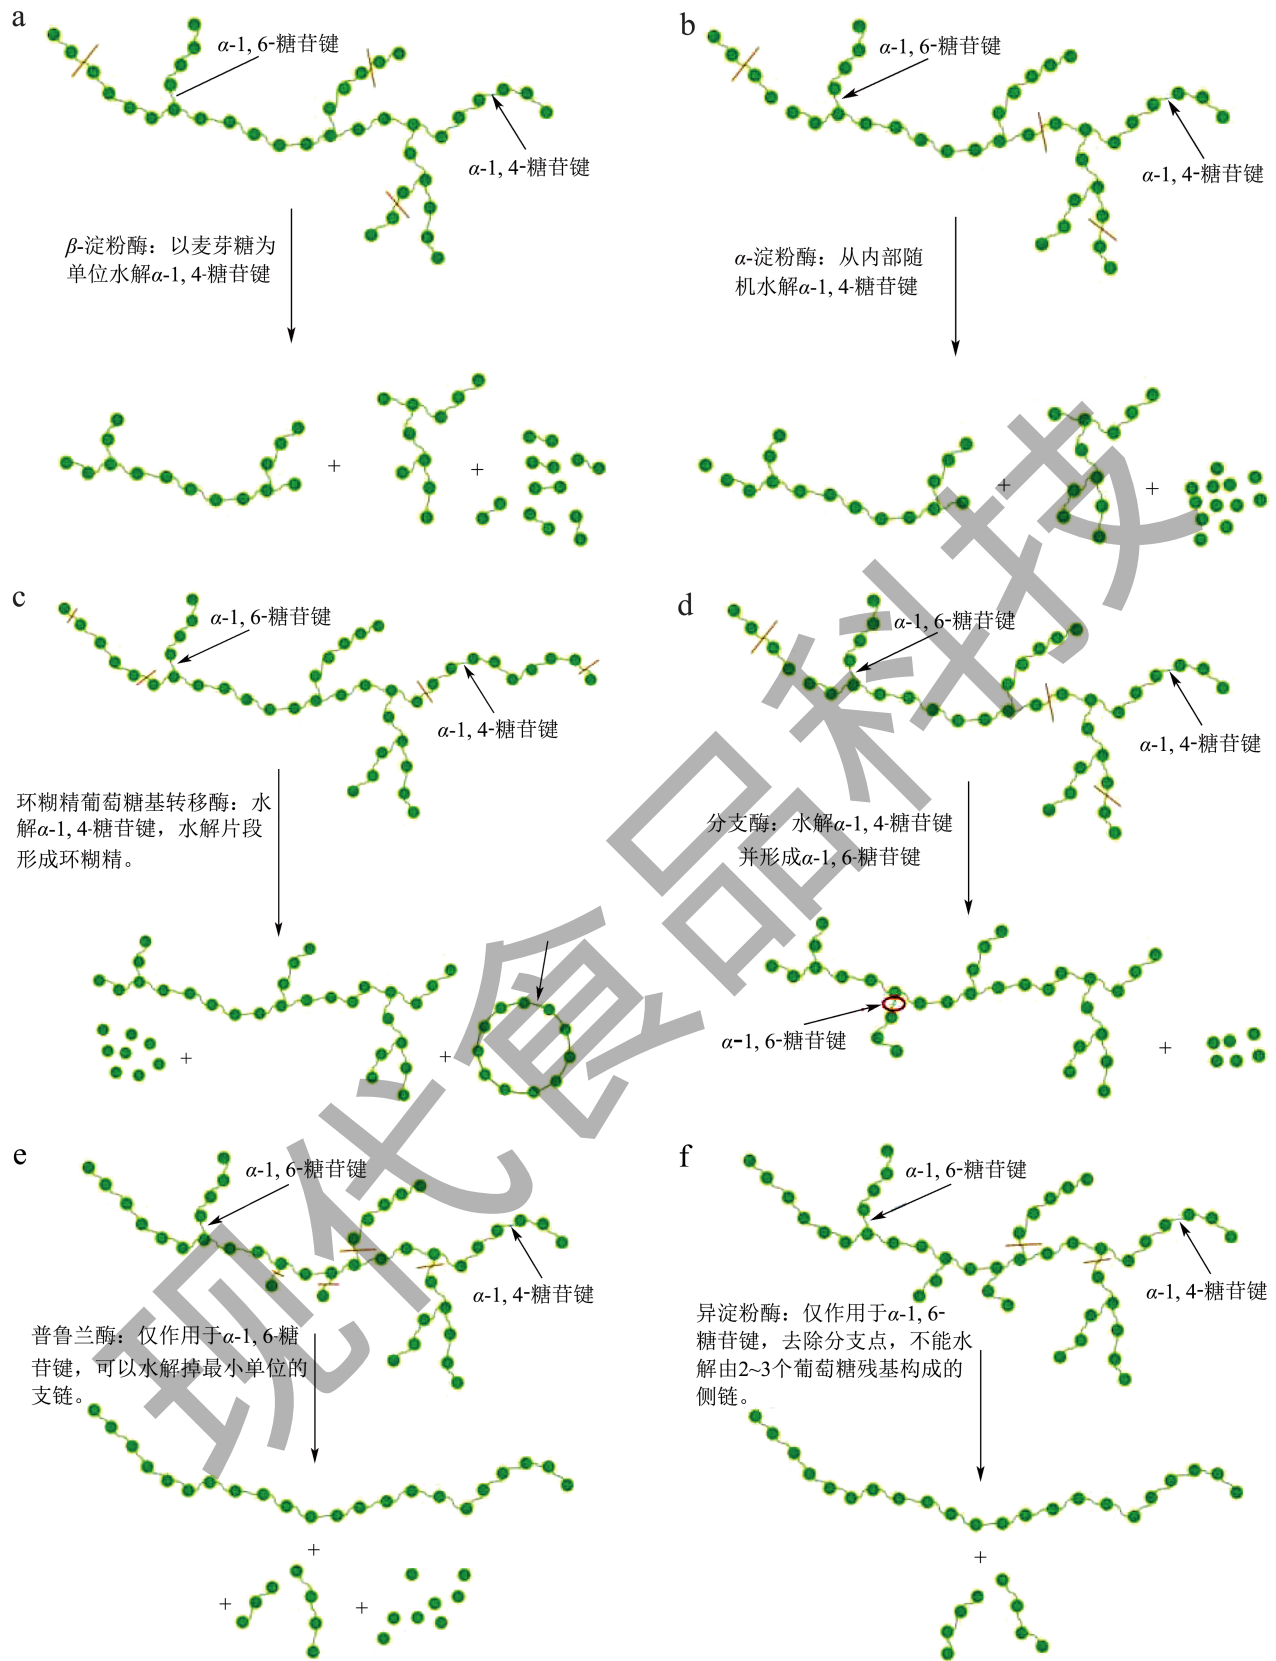 a
α-1, 6-糖苷键
α-1, 4-糖苷键
β-淀粉酶：以麦芽糖为
单位水解α-1, 4-糖苷键
+
+
b
α-1, 6-糖苷键
α-1, 4-糖苷键
α-淀粉酶：从内部随
机水解α-1, 4-糖苷键
+
+
c
α-1, 6-糖苷键
α-1, 4-糖苷键
环糊精葡萄糖基转移酶：水
解α-1, 4-糖苷键，水解片段
形成环糊精。
+
+
d
α-1, 6-糖苷键
α-1, 4-糖苷键
分支酶：水解α-1, 4-糖苷键
并形成α-1, 6-糖苷键
α-1, 6-糖苷键
+
e
α-1, 6-糖苷键
α-1, 4-糖苷键
普鲁兰酶：仅作用于α-1, 6-糖
苷键，可以水解掉最小单位的
支链。
+
+
+
f
α-1, 6-糖苷键
α-1, 4-糖苷键
异淀粉酶：仅作用于α-1, 6-
糖苷键，去除分支点，不能水
解由2~3个葡萄糖残基构成的
侧链。
+
现代食品科技